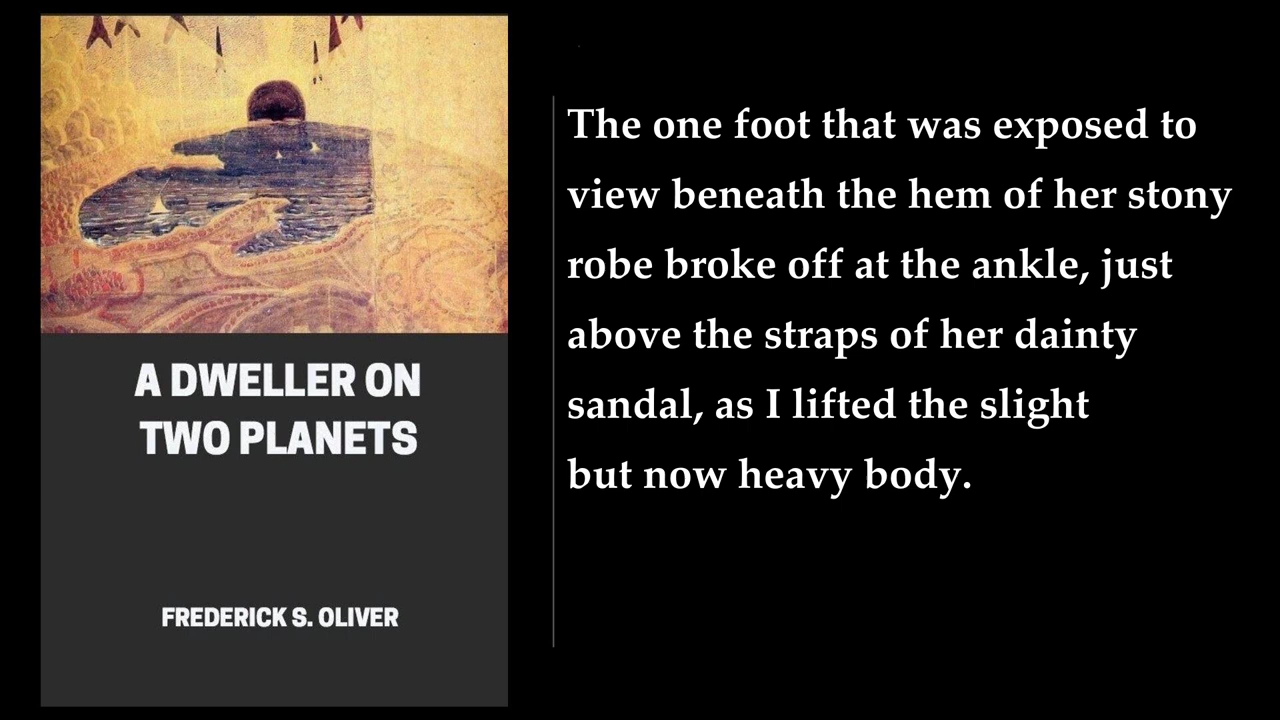 A DWELLER ON
TWO PLANETS
FREDERICK S. OLIVER
The one foot that was exposed to
view beneath the hem of her stony
robe broke off at the ankle, just
above the straps of her dainty
sandal, as I lifted the slight
but now heavy body.